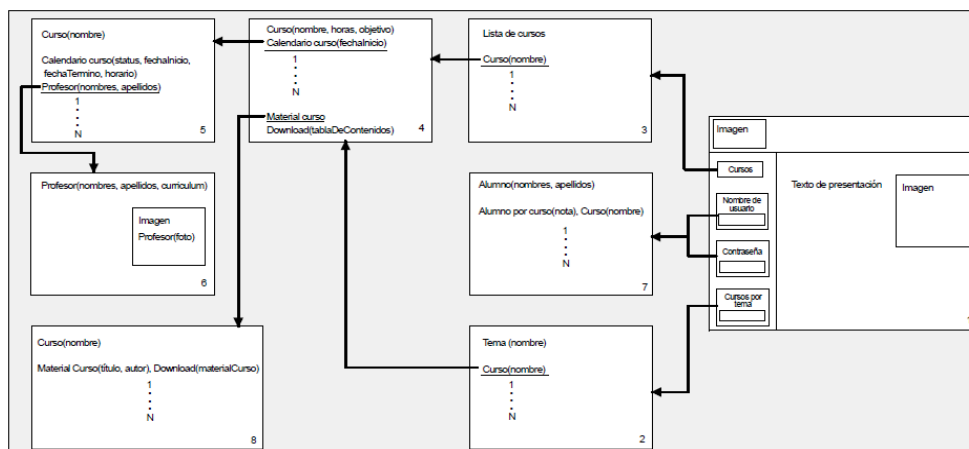 Curso(nombre)
Calendario curso(status, fechaInicio,
fechaTermino, horario)
Profesor(nombres, apellidos)
1
N
5
Curso(nombre, horas, objetivo)
Calendario curso(fechaInicio)
1
N
Material curso
Download(tablaDeContenidos)
4
Lista de cursos
Curso(nombre)
1
N
3
Imagen
Cursos
Nombre de
usuario
Contraseña
Cursos por
tema
Texto de presentación
Imagen
Profesor(nombres, apellidos, curriculum)
Imagen
Profesor(foto)
6
Alumno(nombres, apellidos)
Alumno por curso(nota), Curso(nombre)
1
N
7
Curso(nombre)
Material Curso(título, autor), Download(materialCurso)
1
N
8
Tema (nombre)
Curso(nombre)
1
N
2